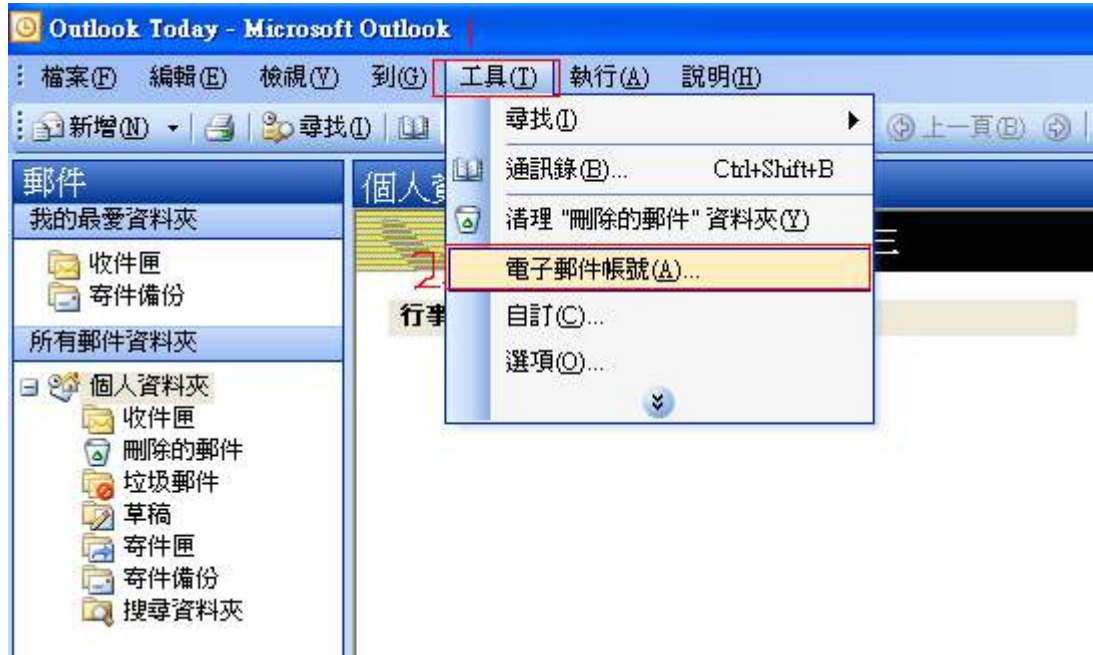 Outlook Today - Microsoft Outlook
檔案(F) 編輯(E) 檢視(V) 到(G) 工具(T) 執行(A) 說明(H)
新增(N) 尋找(I) 上一頁(B)
郵件
我的最愛資料夾
收件匣
寄件備份
所有郵件資料夾
個人資料夾
收件匣
刪除的郵件
垃圾郵件
草稿
寄件匣
寄件備份
搜尋資料夾
個人資
三
2
行事
尋找(I)
通訊錄(B)... Ctrl+Shift+B
清理 "刪除的郵件" 資料夾(Y)
電子郵件帳號(A)...
自訂(C)...
選項(O)...